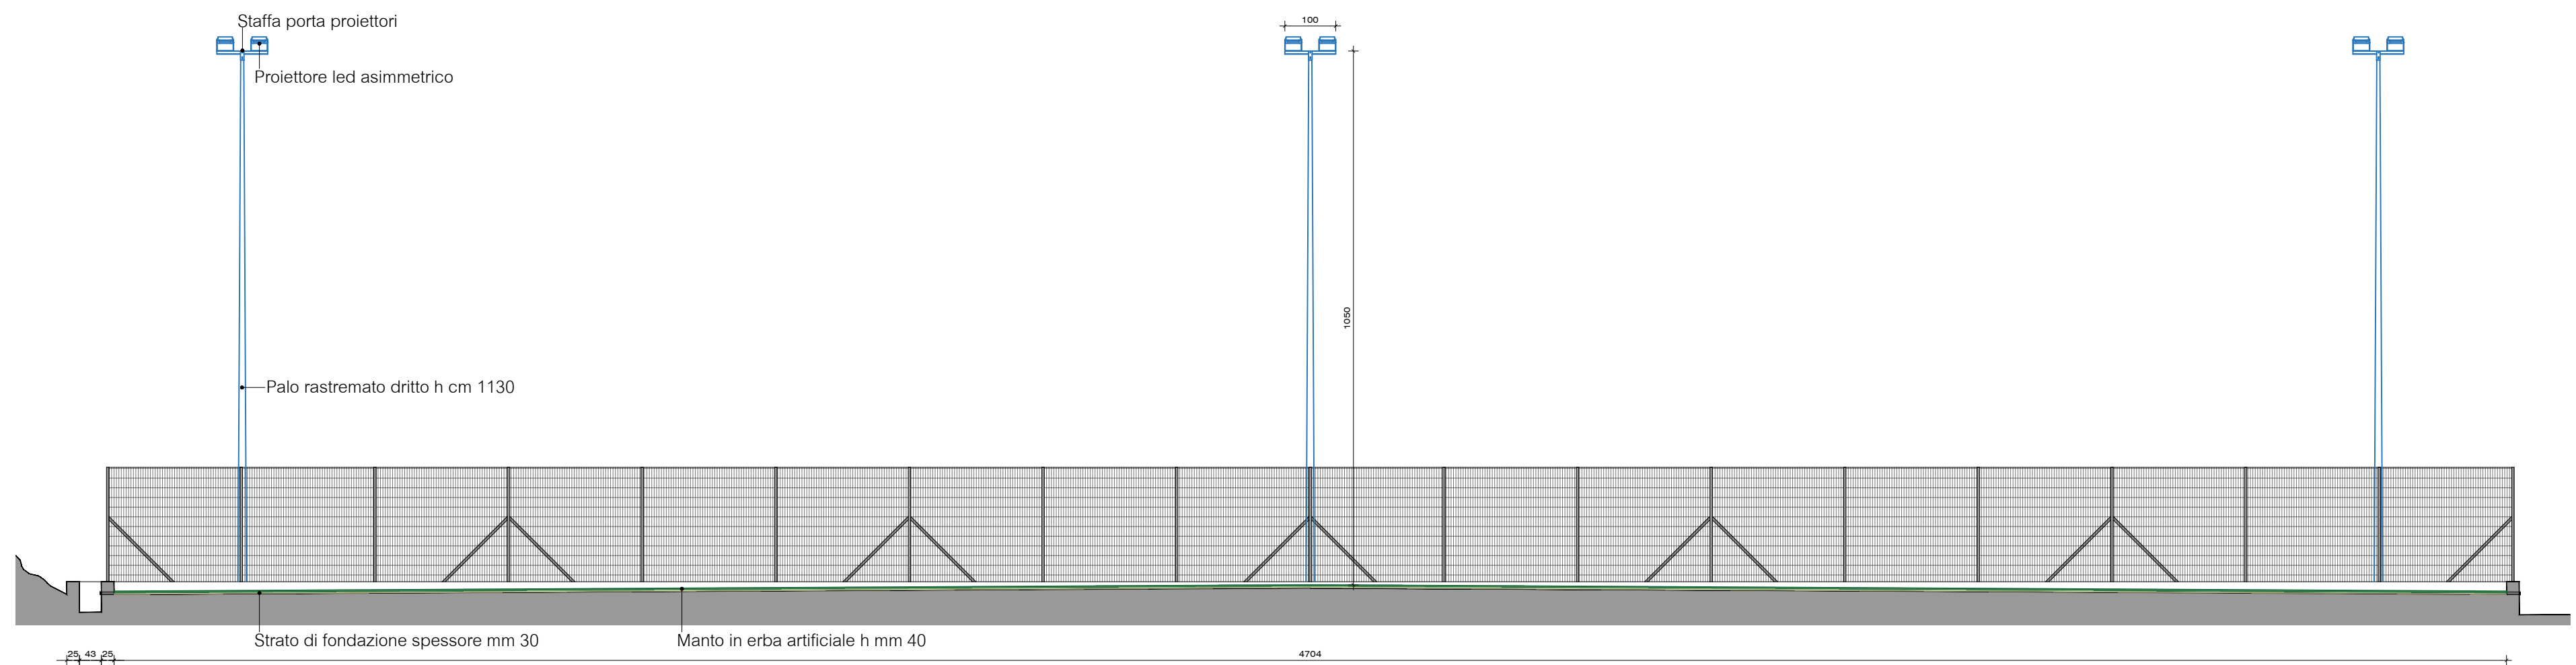 Staffa porta proiettori
100
Proiettore led asimmetrico
1050
Palo rastremato dritto h cm 1130
Strato di fondazione spessore mm 30
Manto in erba artificiale h mm 40
25 43 25
4704